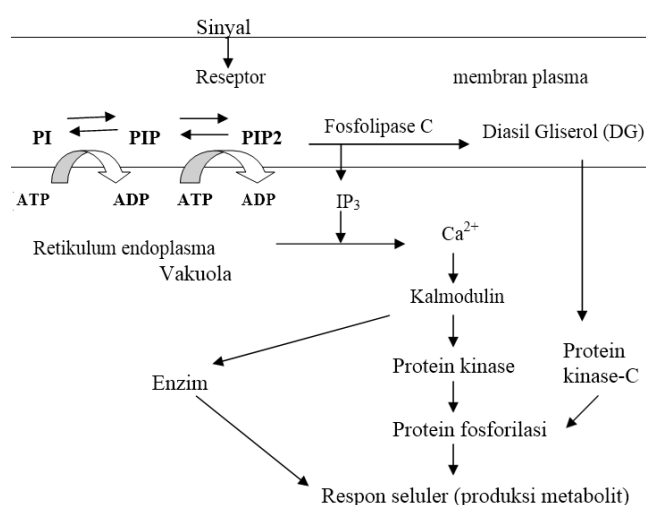 Sinyal
Reseptor
membran plasma
PI
PIP
PIP2
Fosfolipase C
Diasil Gliserol (DG)
ATP
ADP
ATP
ADP
IP₃
Retikulum endoplasma
Vakuola
Ca²⁺
Kalmodulin
Enzim
Protein kinase
Protein
kinase-C
Protein fosforilasi
Respon seluler (produksi metabolit)